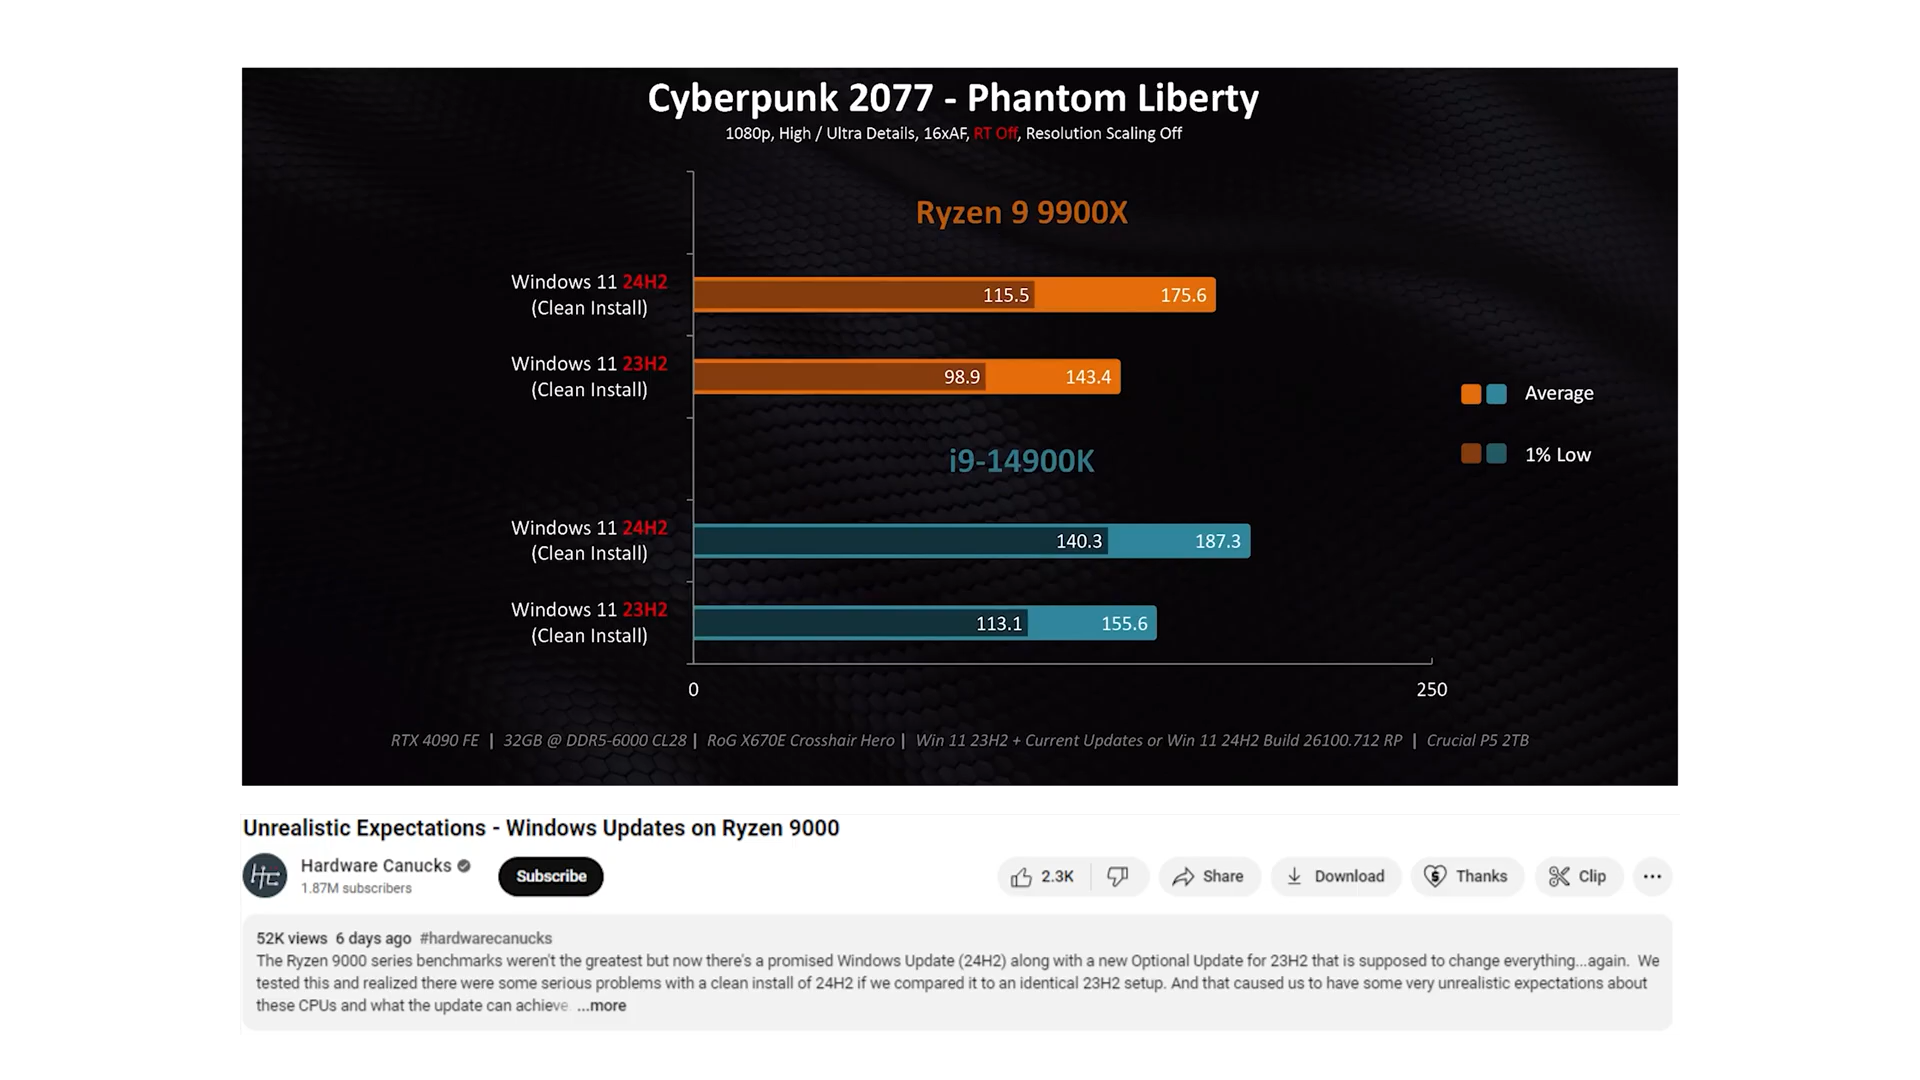 Cyberpunk 2077 - Phantom Liberty
1080p, High / Ultra Details, 16xAF, RT Off, Resolution Scaling Off
Ryzen 9 9900X
Windows 11 24H2
(Clean Install)
115.5
175.6
Windows 11 23H2
(Clean Install)
98.9
143.4
Average
1% Low
i9-14900K
Windows 11 24H2
(Clean Install)
140.3
187.3
Windows 11 23H2
(Clean Install)
113.1
155.6
0
250
RTX 4090 FE | 32GB @ DDR5-6000 CL28 | RoG X670E Crosshair Hero | Win 11 23H2 + Current Updates or Win 11 24H2 Build 26100.712 RP | Crucial P5 2TB
Unrealistic Expectations - Windows Updates on Ryzen 9000
HC
Hardware Canucks
1.87M subscribers
Subscribe
2.3K
Share
Download
$
Thanks
Clip
...
52K views 6 days ago #hardwarecanucks
The Ryzen 9000 series benchmarks weren't the greatest but now there's a promised Windows Update (24H2) along with a new Optional Update for 23H2 that is supposed to change everything...again. We
tested this and realized there were some serious problems with a clean install of 24H2 if we compared it to an identical 23H2 setup. And that caused us to have some very unrealistic expectations about
these CPUs and what the update can achieve. ...more